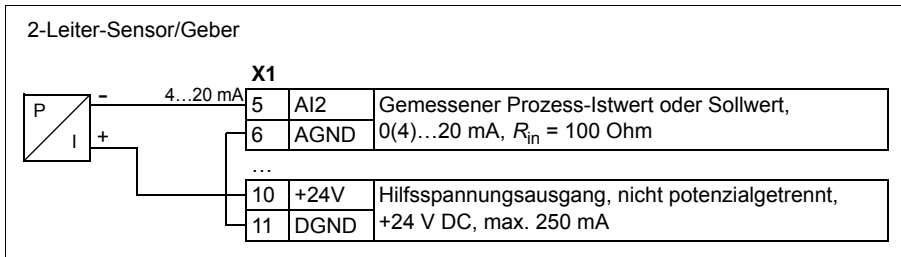 2-Leiter-Sensor/Geber
X1
P
I
-
+
4…20 mA
5 AI2 Gemessener Prozess-Istwert oder Sollwert,
6 AGND 0(4)…20 mA, Rin = 100 Ohm
…
10 +24V Hilfsspannungsausgang, nicht potenzialgetrennt,
11 DGND +24 V DC, max. 250 mA